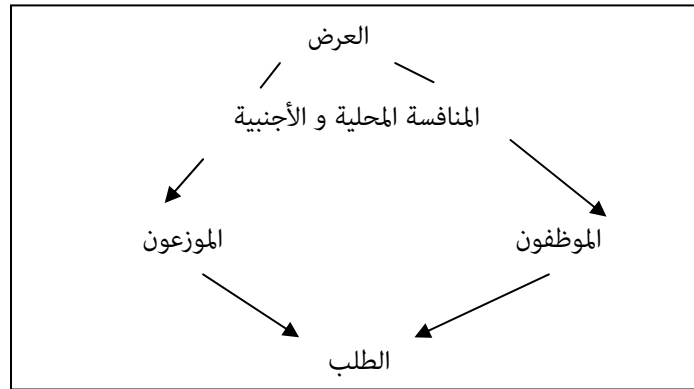 العرض
المنافسة المحلية و الأجنبية
الموظفون
الموزعون
الطلب